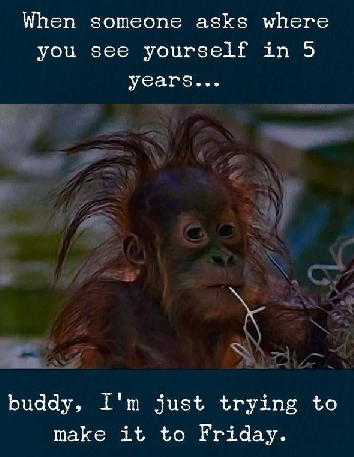 When someone asks where
you see yourself in 5
years...
buddy, I'm just trying to
make it to Friday.